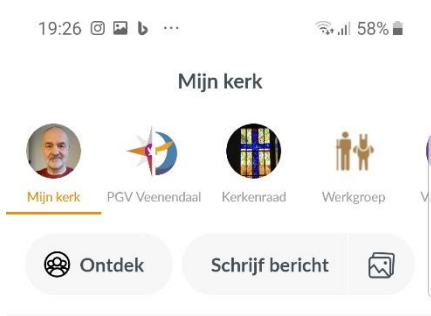 19:26 58%
Mijn kerk
Mijn kerk PGV Veenendaal Kerkenraad Werkgroep V
Ontdek Schrijf bericht